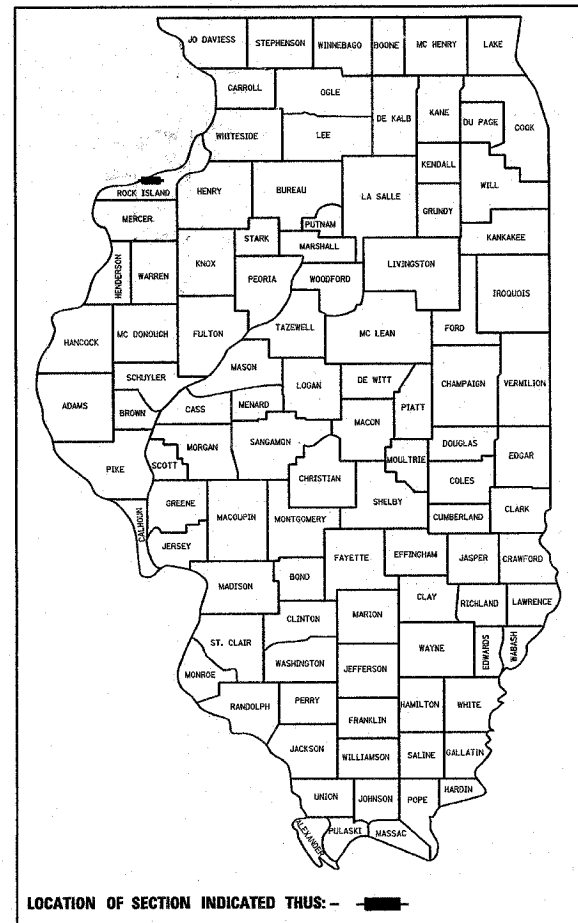 JO DAVIESS
STEPHENSON
WINNEBAGO
BOONE
MC HENRY
LAKE
CARROLL
OGLE
DE KALB
KANE
DU PAGE
COOK
WHITESIDE
LEE
KENDALL
WILL
ROCK ISLAND
HENRY
BUREAU
LA SALLE
GRUNDY
MERCER
PUTNAM
STARK
MARSHALL
KANKAKEE
HENDERSON
WARREN
KNOX
PEORIA
WOODFORD
LIVINGSTON
IROQUOIS
HANCOCK
MC DONOUGH
FULTON
TAZEWELL
MC LEAN
FORD
SCHUYLER
MASON
LOGAN
DE WITT
CHAMPAIGN
VERMILION
ADAMS
BROWN
CASS
MENARD
PIATT
MACON
PIKE
SCOTT
MORGAN
SANGAMON
MOULTRIE
DOUGLAS
EDGAR
CHRISTIAN
COLES
CALHOUN
GREENE
MACOUPIN
MONTGOMERY
SHELBY
CUMBERLAND
CLARK
JERSEY
FAYETTE
EFFINGHAM
JASPER
CRAWFORD
MADISON
BOND
CLAY
RICHLAND
LAWRENCE
CLINTON
MARION
ST. CLAIR
WAYNE
EDWARDS
WABASH
WASHINGTON
JEFFERSON
MONROE
RANDOLPH
PERRY
HAMILTON
WHITE
FRANKLIN
JACKSON
WILLIAMSON
SALINE
GALLATIN
UNION
JOHNSON
POPE
HARDIN
ALEXANDER
PULASKI
MASSAC
LOCATION OF SECTION INDICATED THUS: -